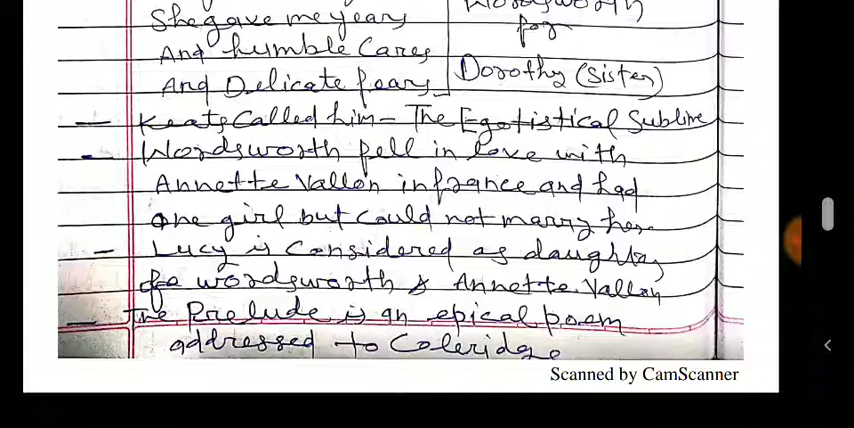 She gave me years
Wordsworth
for
And humble Cares
And Delicate fears
Dorothy (Sister)
— Keats Called him – The Egotistical Sublime
— Wordsworth fell in love with
Annette Vallon in france and had
one girl but could not marry her
— Lucy is considered as daughter
of wordsworth & Annette Vallon
— The Prelude is an epical poem
addressed to Coleridge
Scanned by CamScanner